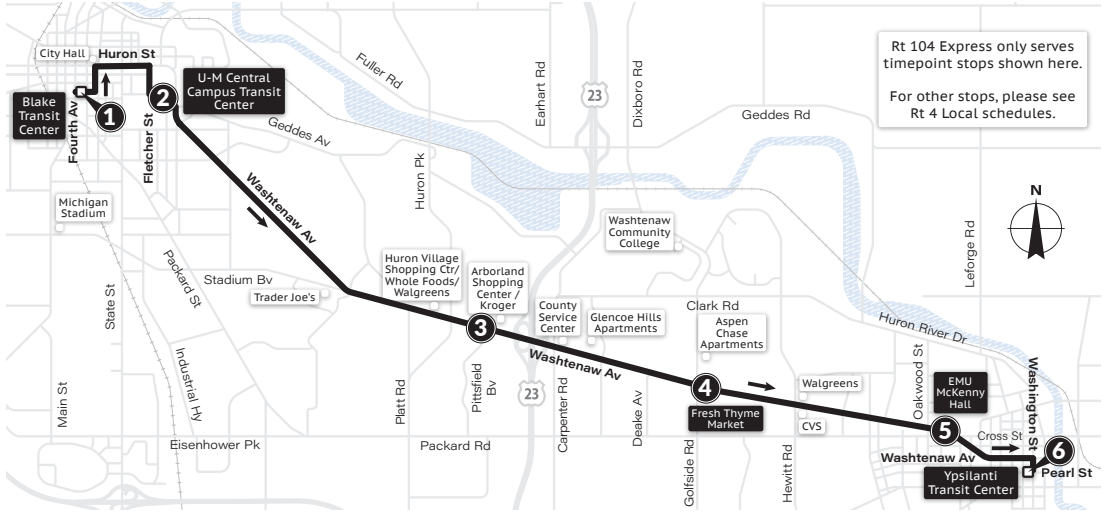 City Hall
Huron St
Blake
Transit
Center
Fourth Av
1
2
Fletcher St
U-M Central
Campus Transit
Center
Geddes Av
Fuller Rd
Huron Pk
Earhart Rd
23
Dixboro Rd
Geddes Rd
Rt 104 Express only serves
timepoint stops shown here.
For other stops, please see
Rt 4 Local schedules.
N
Michigan
Stadium
Washtenaw Av
Packard St
Stadium Bv
Trader Joe's
State St
Industrial Hy
Main St
Eisenhower Pk
Huron Village
Shopping Ctr/
Whole Foods/
Walgreens
Arborland
Shopping
Center /
Kroger
3
Platt Rd
Pittsfield
Bv
Packard Rd
Washtenaw
Community
College
County
Service
Center
Glencoe Hills
Apartments
Washtenaw Av
23
Carpenter Rd
Deake Av
Clark Rd
Aspen
Chase
Apartments
4
Fresh Thyme
Market
Golfside Rd
Walgreens
CVS
Hewitt Rd
Leforge Rd
Huron River Dr
Oakwood St
EMU
McKenny
Hall
5
Cross St
Washtenaw Av
Washington St
6
Pearl St
Ypsilanti
Transit Center